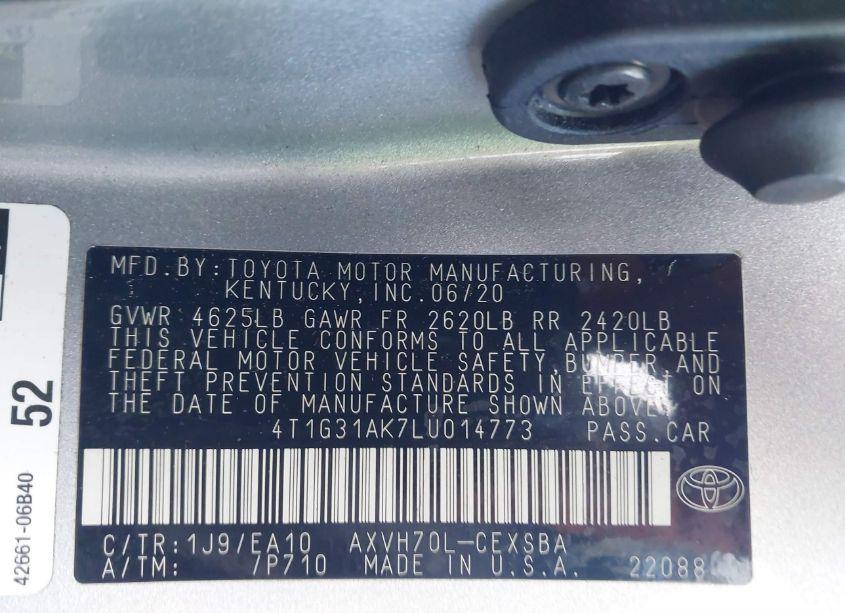 MFD.BY:TOYOTA MOTOR MANUFACTURING,
KENTUCKY,INC.06/20
GVWR 4625LB GAWR FR 2620LB RR 2420LB
THIS VEHICLE CONFORMS TO ALL APPLICABLE
FEDERAL MOTOR VEHICLE SAFETY,BUMPER,AND
THEFT PREVENTION STANDARDS IN EFFECT ON
THE DATE OF MANUFACTURE SHOWN ABOVE.
4T1G31AK7LU014773 PASS.CAR
C/TR:1J9/EA10 AXVH70L-CEXSBA
A/TM: /P710 MADE IN U.S.A. 22088
52
42661-06B40